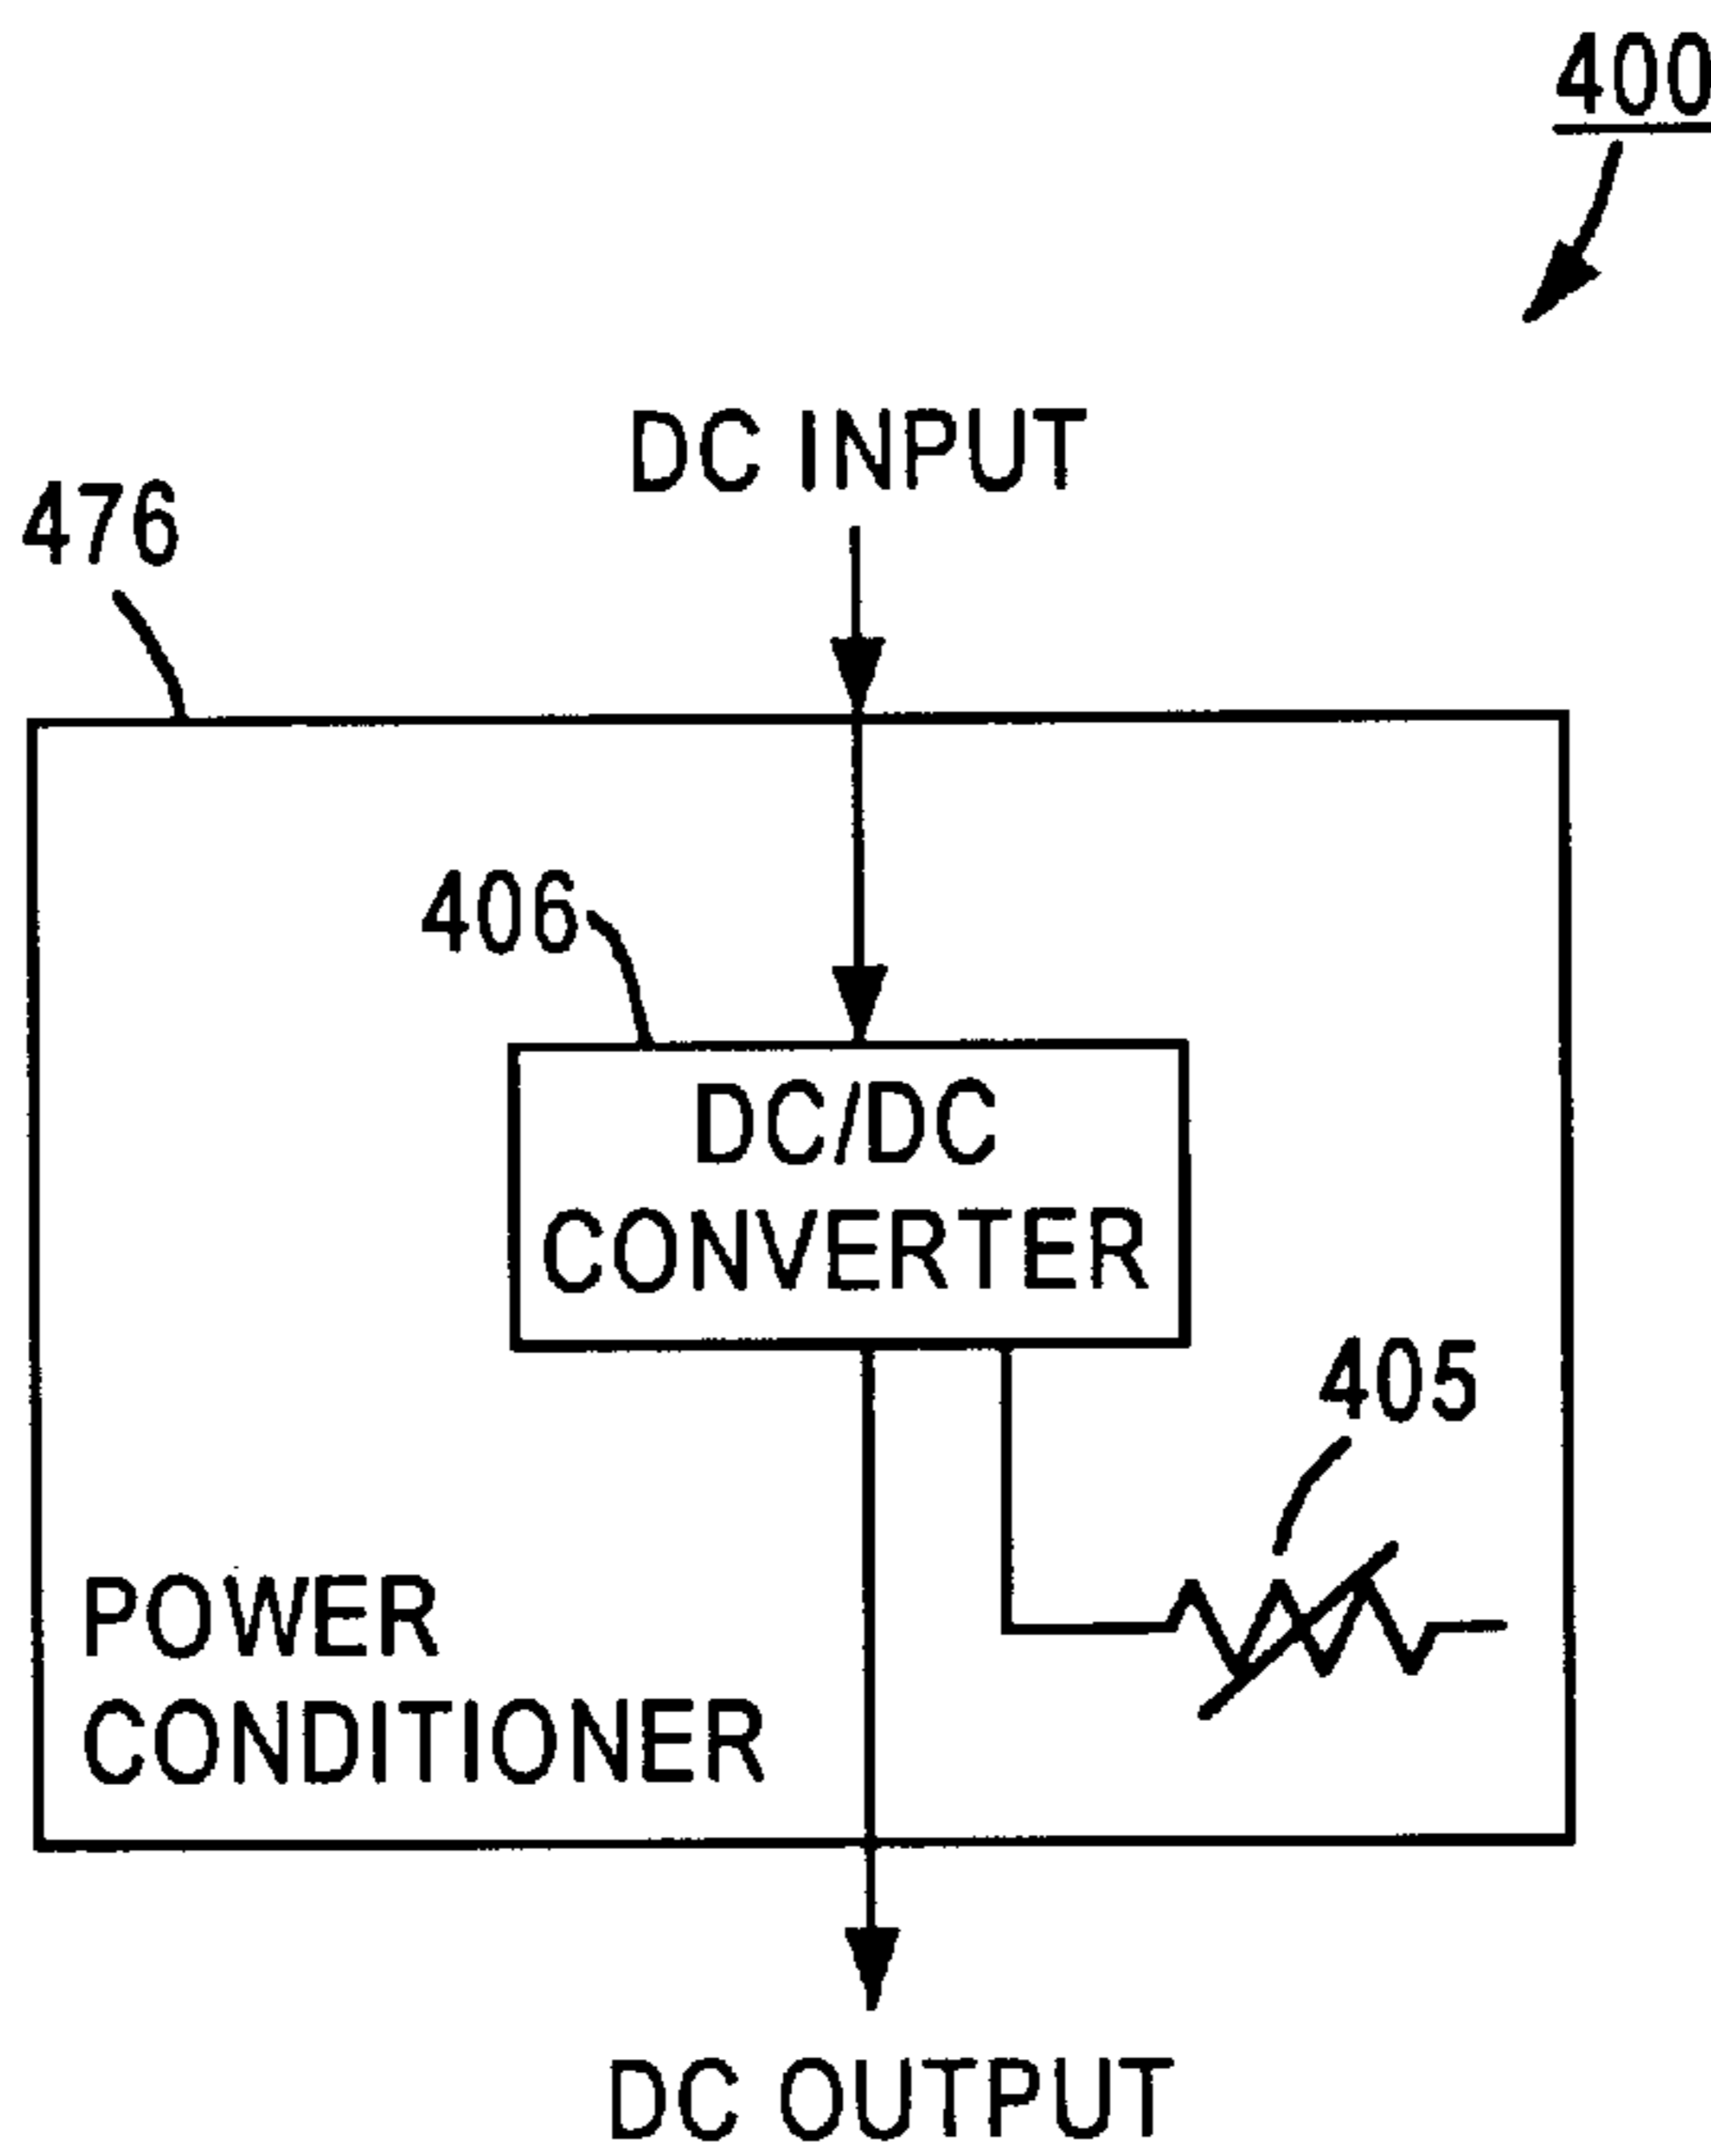 400
DC INPUT
476
406
DC/DC
CONVERTER
405
POWER
CONDITIONER
DC OUTPUT